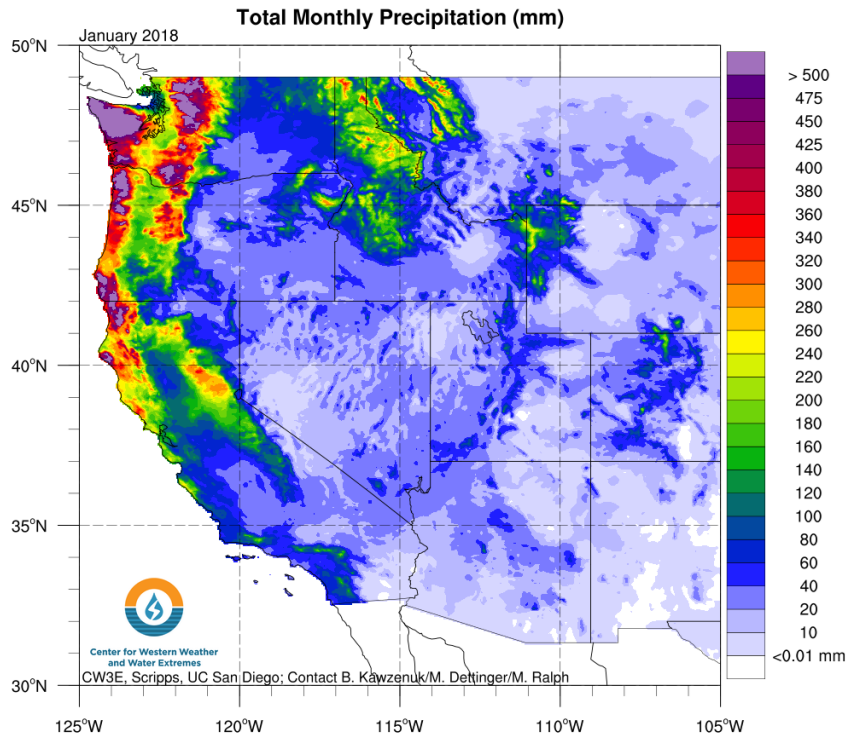 Total Monthly Precipitation (mm)
January 2018
50°N
45°N
40°N
35°N
30°N
125°W
120°W
115°W
110°W
105°W
> 500
475
450
425
400
380
360
340
320
300
280
260
240
220
200
180
160
140
120
100
80
60
40
20
10
<0.01 mm
Center for Western Weather
and Water Extremes
CW3E, Scripps, UC San Diego; Contact B. Kawzenuk/M. Dettinger/M. Ralph